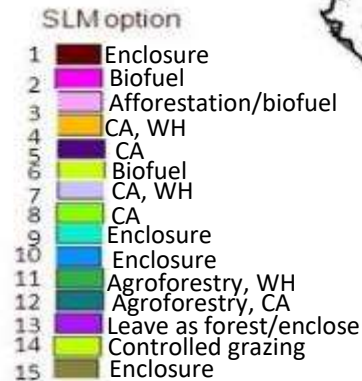 SLM option
1 Enclosure
2 Biofuel
3 Afforestation/biofuel
4 CA, WH
5 CA
6 Biofuel
7 CA, WH
8 CA
9 Enclosure
10 Enclosure
11 Agroforestry, WH
12 Agroforestry, CA
13 Leave as forest/enclose
14 Controlled grazing
15 Enclosure